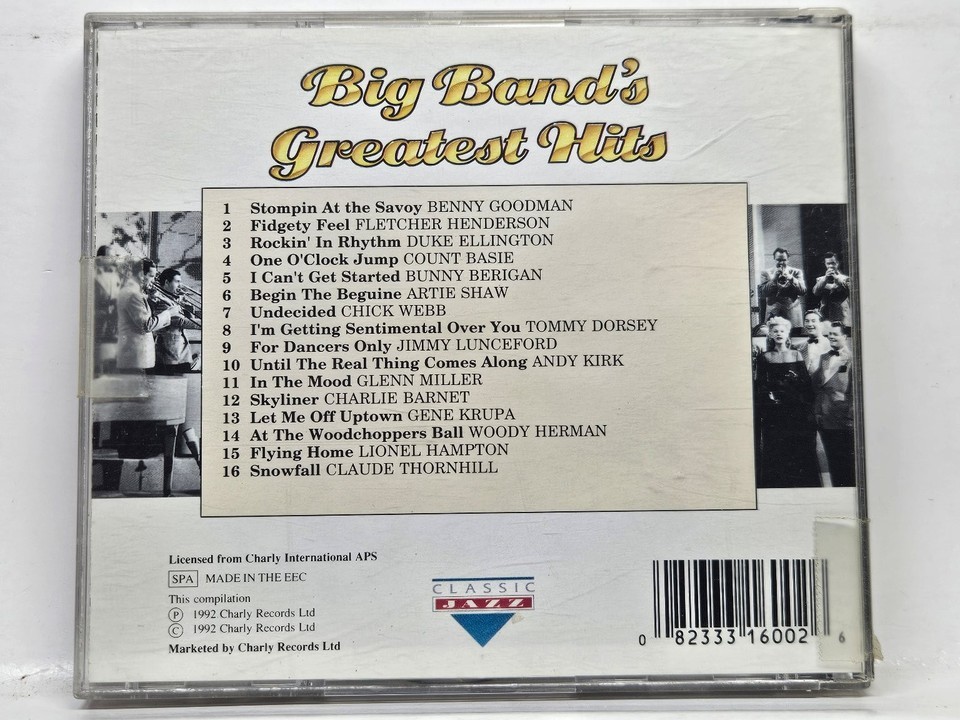 Big Band's
Greatest Hits
1 Stompin At the Savoy BENNY GOODMAN
2 Fidgety Feel FLETCHER HENDERSON
3 Rockin' In Rhythm DUKE ELLINGTON
4 One O'Clock Jump COUNT BASIE
5 I Can't Get Started BUNNY BERIGAN
6 Begin The Beguine ARTIE SHAW
7 Undecided CHICK WEBB
8 I'm Getting Sentimental Over You TOMMY DORSEY
9 For Dancers Only JIMMY LUNCEFORD
10 Until The Real Thing Comes Along ANDY KIRK
11 In The Mood GLENN MILLER
12 Skyliner CHARLIE BARNET
13 Let Me Off Uptown GENE KRUPA
14 At The Woodchoppers Ball WOODY HERMAN
15 Flying Home LIONEL HAMPTON
16 Snowfall CLAUDE THORNHILL
Licensed from Charly International APS
SPA MADE IN THE EEC
This compilation
Ⓟ 1992 Charly Records Ltd
Ⓒ 1992 Charly Records Ltd
Marketed by Charly Records Ltd
CLASSIC
JAZZ
0 82333 16002 6